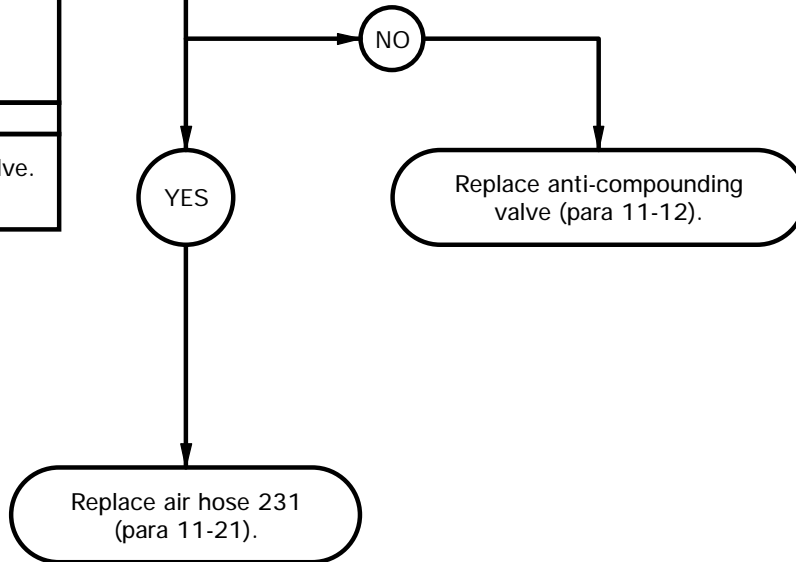 NO
YES
Replace anti-compounding
valve (para 11-12).
Replace air hose 231
(para 11-21).